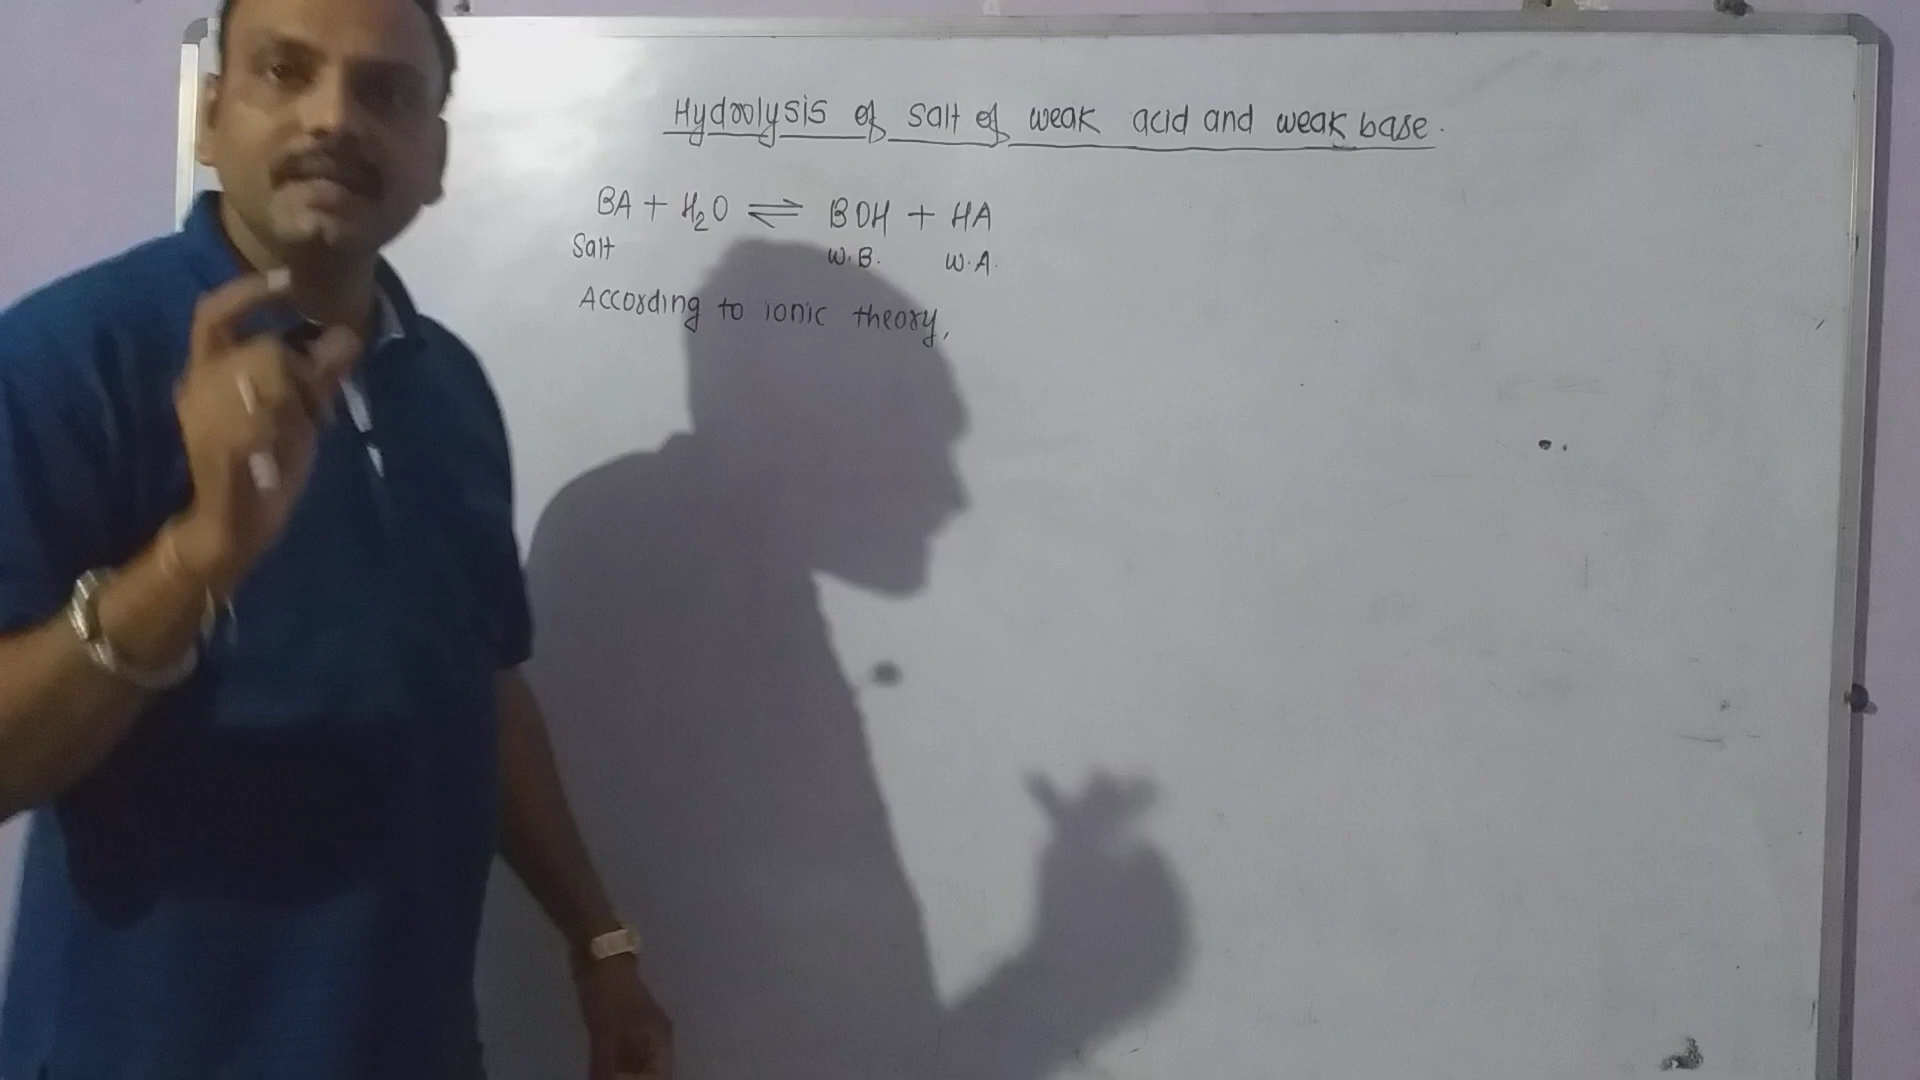 Hydrolysis of salt of weak acid and weak base.
BA + H₂O ⇌ BOH + HA
Salt W.B. W.A.
According to ionic theory,